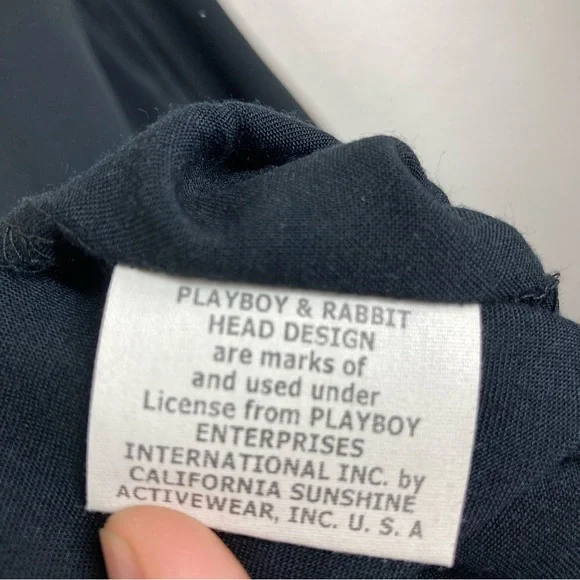 PLAYBOY & RABBIT
HEAD DESIGN
are marks of
and used under
License from PLAYBOY
ENTERPRISES
INTERNATIONAL INC. by
CALIFORNIA SUNSHINE
ACTIVEWEAR, INC. U. S. A